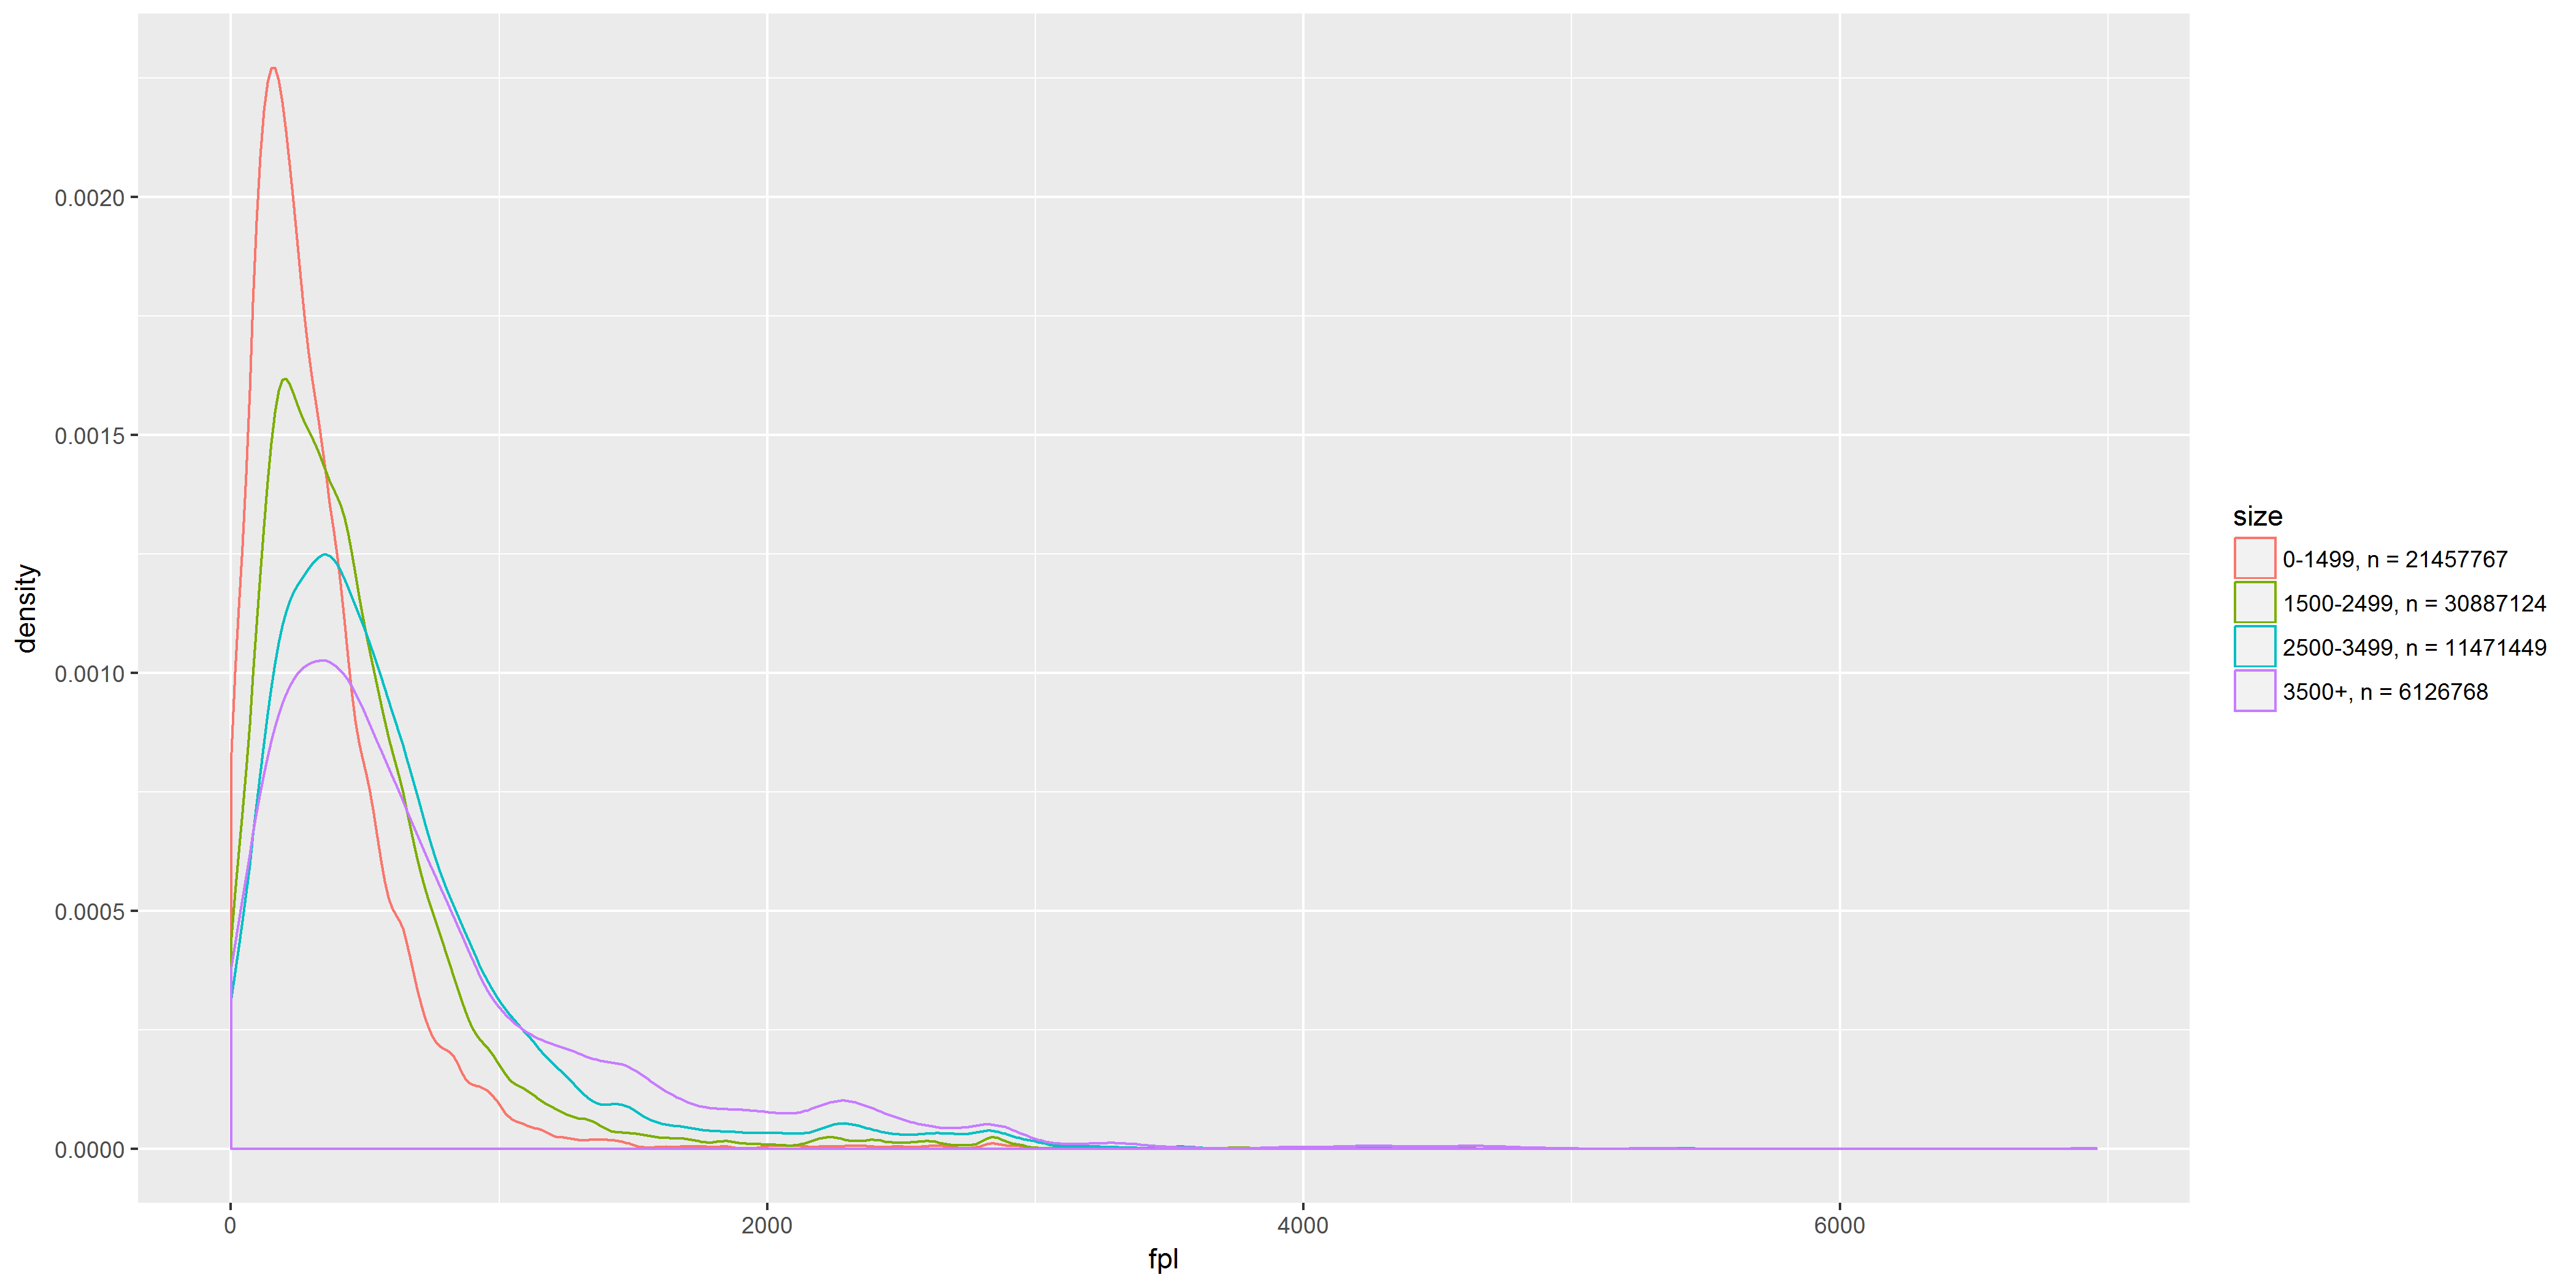 density
0.0020
0.0015
0.0010
0.0005
0.0000
0
2000
4000
6000
fpl
size
0-1499, n = 21457767
1500-2499, n = 30887124
2500-3499, n = 11471449
3500+, n = 6126768